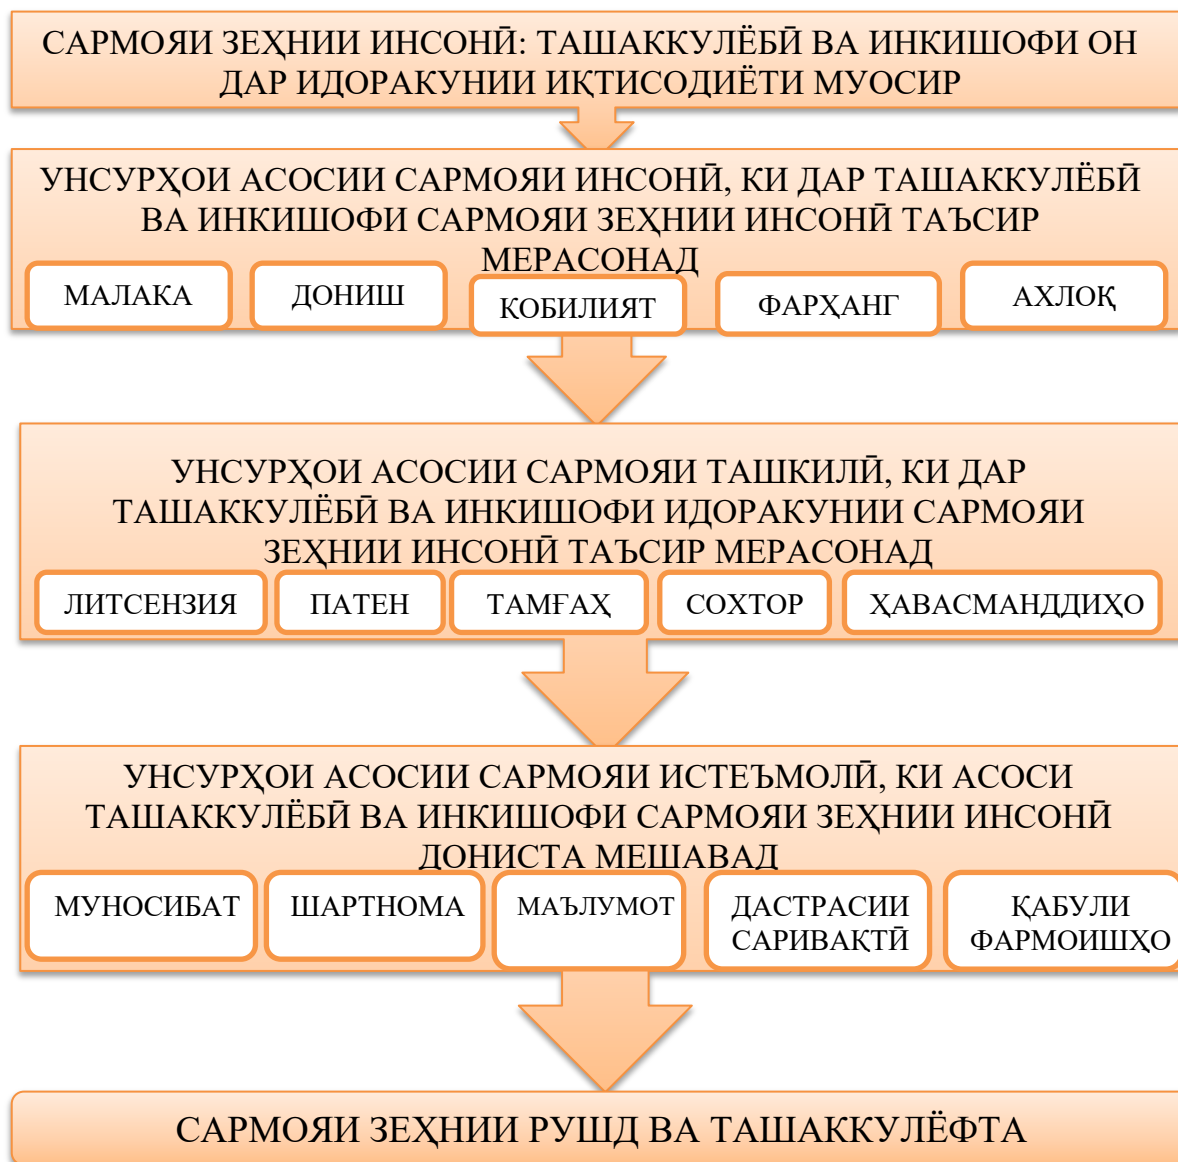 САРМОЯИ ЗЕҲНИИ ИНСОНӢ: ТАШАККУЛЁБӢ ВА ИНКИШОФИ ОН
ДАР ИДОРАКУНИИ ИҚТИСОДИЁТИ МУОСИР
УНСУРҲОИ АСОСИИ САРМОЯИ ИНСОНӢ, КИ ДАР ТАШАККУЛЁБӢ
ВА ИНКИШОФИ САРМОЯИ ЗЕҲНИИ ИНСОНӢ ТАЪСИР
МЕРАСОНАД
МАЛАКА
ДОНИШ
КОБИЛИЯТ
ФАРҲАНГ
АХЛОҚ
УНСУРҲОИ АСОСИИ САРМОЯИ ТАШКИЛӢ, КИ ДАР
ТАШАККУЛЁБӢ ВА ИНКИШОФИ ИДОРАКУНИИ САРМОЯИ
ЗЕҲНИИ ИНСОНӢ ТАЪСИР МЕРАСОНАД
ЛИТСЕНЗИЯ
ПАТЕН
ТАМҒАҲ
СОХТОР
ҲАВАСМАНДДИҲО
УНСУРҲОИ АСОСИИ САРМОЯИ ИСТЕЪМОЛӢ, КИ АСОСИ
ТАШАККУЛЁБӢ ВА ИНКИШОФИ САРМОЯИ ЗЕҲНИИ ИНСОНӢ
ДОНИСТА МЕШАВАД
МУНОСИБАТ
ШАРТНОМА
МАЪЛУМОТ
ДАСТРАСИИ
САРИВАҚТӢ
ҚАБУЛИ
ФАРМОИШҲО
САРМОЯИ ЗЕҲНИИ РУШД ВА ТАШАККУЛЁФТА